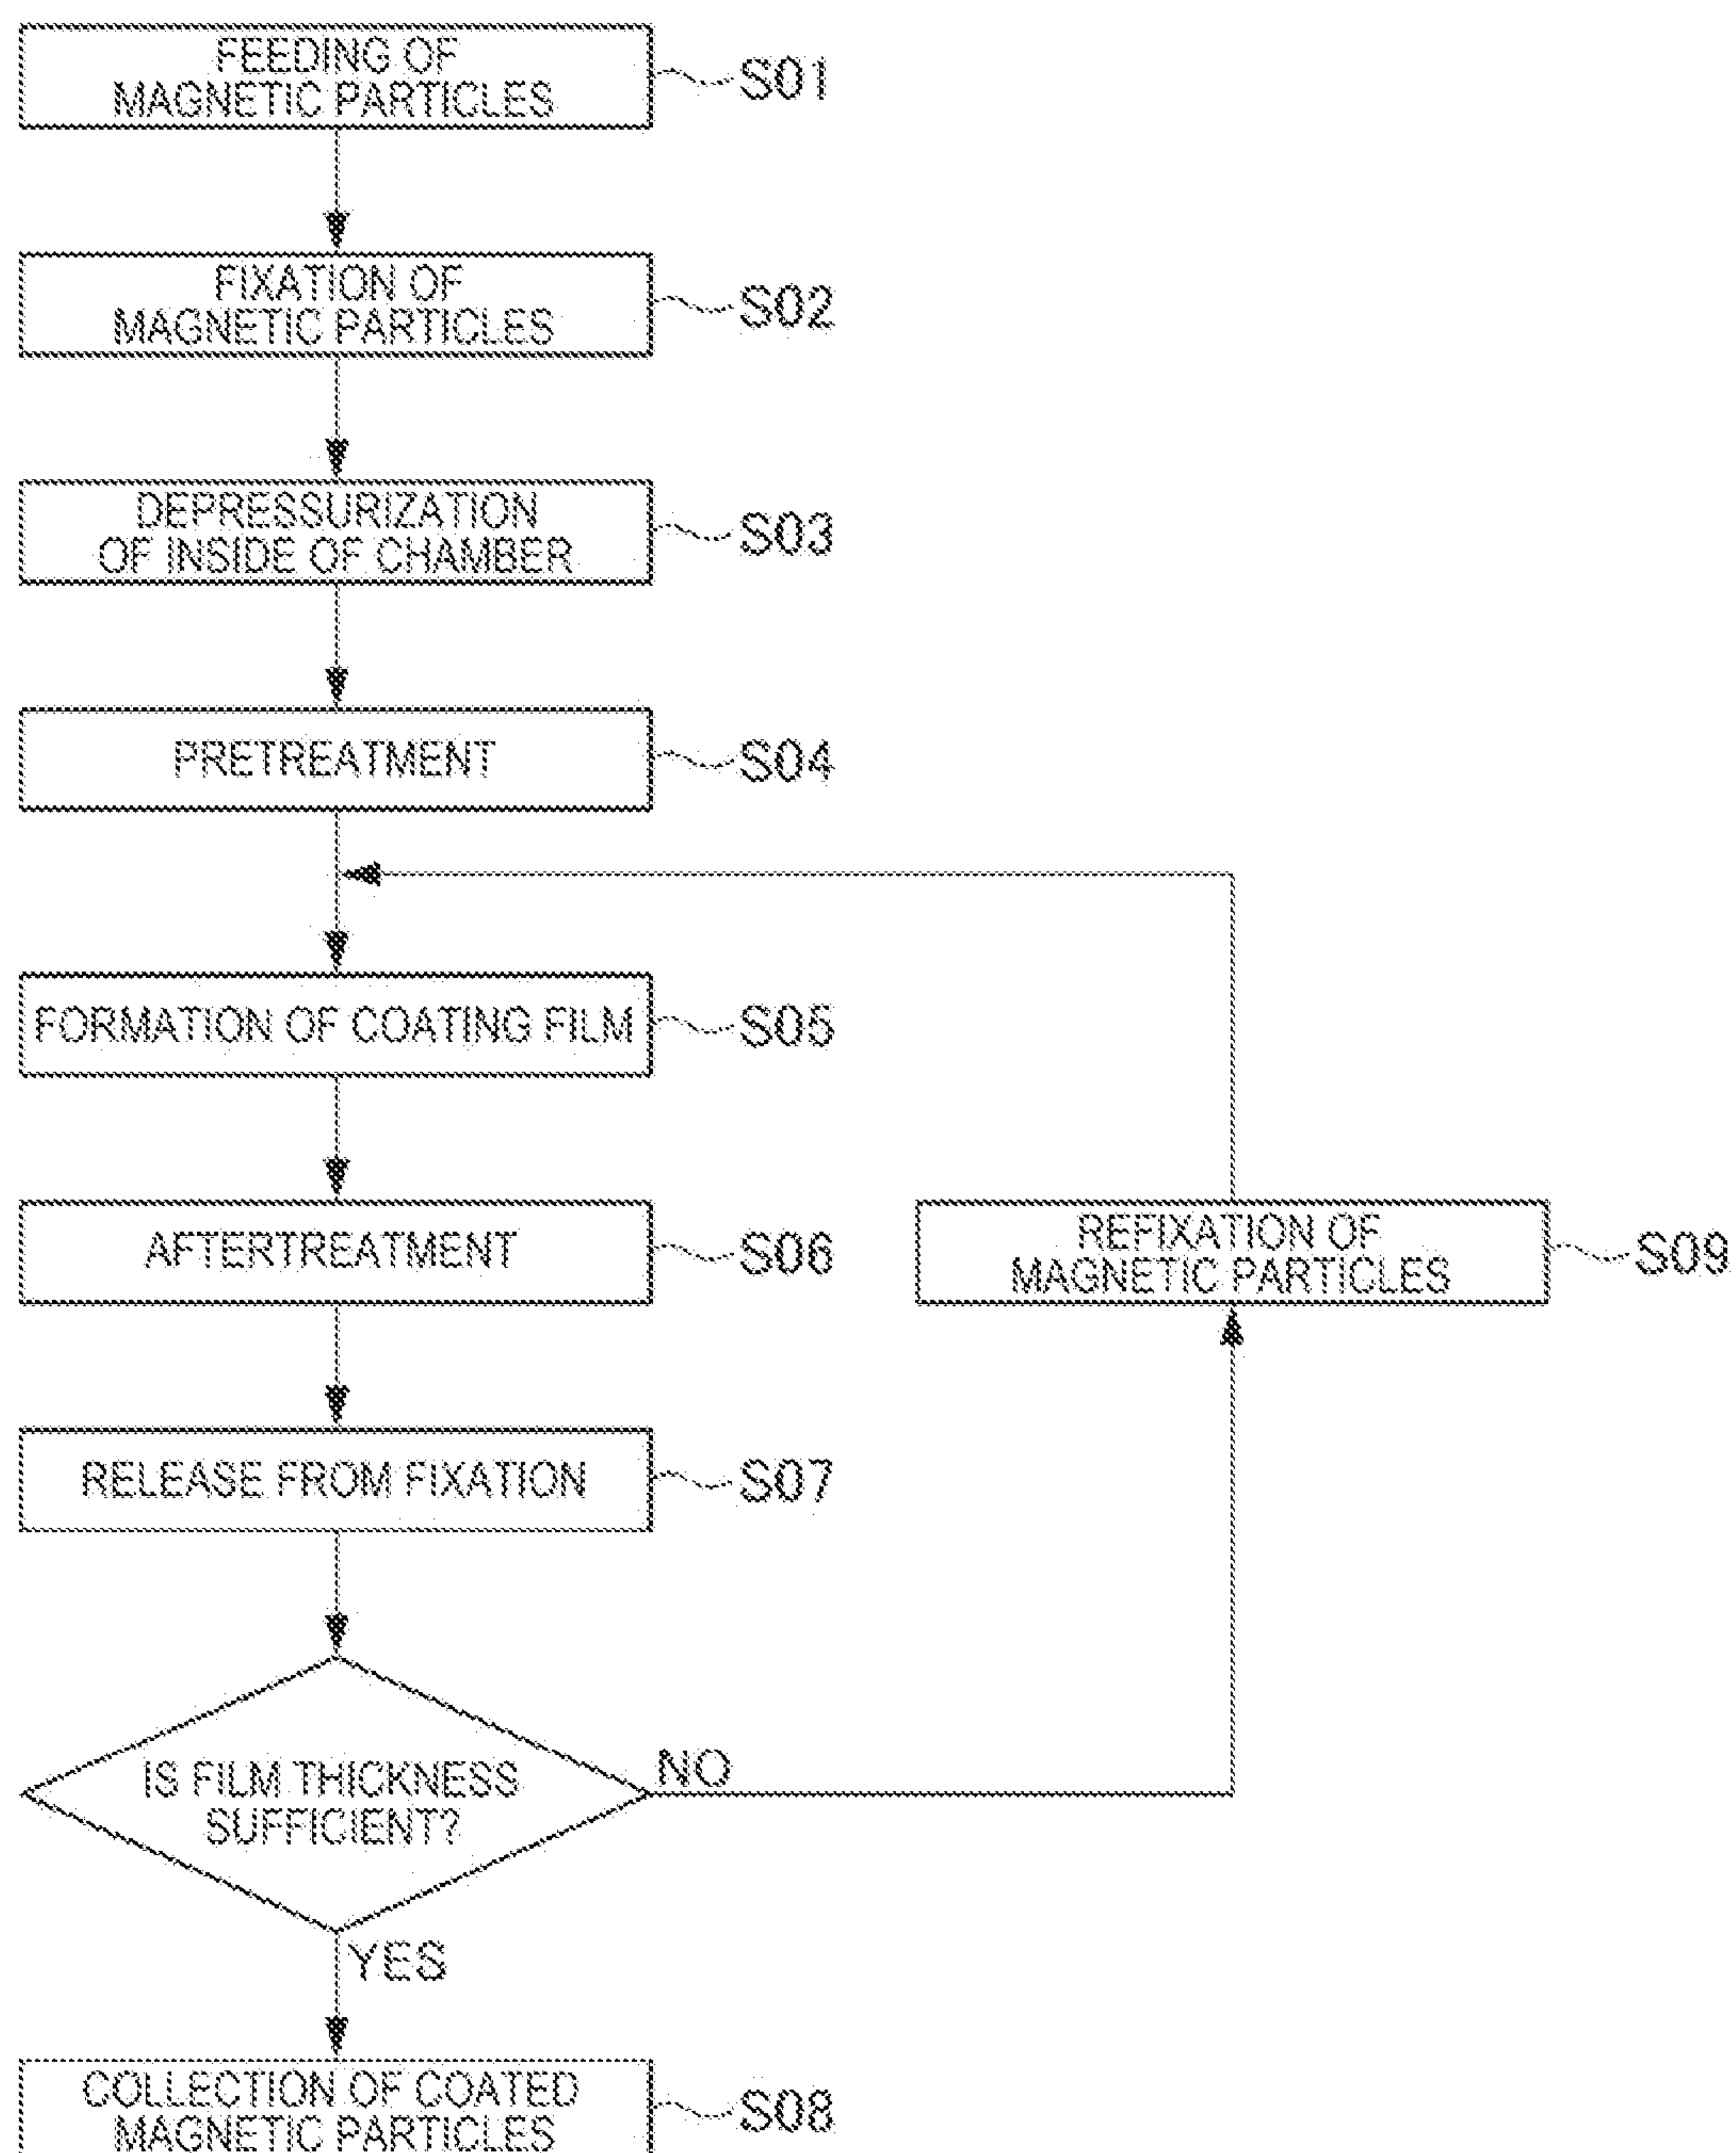 FEEDING OF
MAGNETIC PARTICLES
S01
FIXATION OF
MAGNETIC PARTICLES
S02
DEPRESSURIZATION
OF INSIDE OF CHAMBER
S03
PRETREATMENT
S04
FORMATION OF COATING FILM
S05
AFTERTREATMENT
S06
REFIXATION OF
MAGNETIC PARTICLES
S09
RELEASE FROM FIXATION
S07
IS FILM THICKNESS
SUFFICIENT?
NO
YES
COLLECTION OF COATED
MAGNETIC PARTICLES
S08